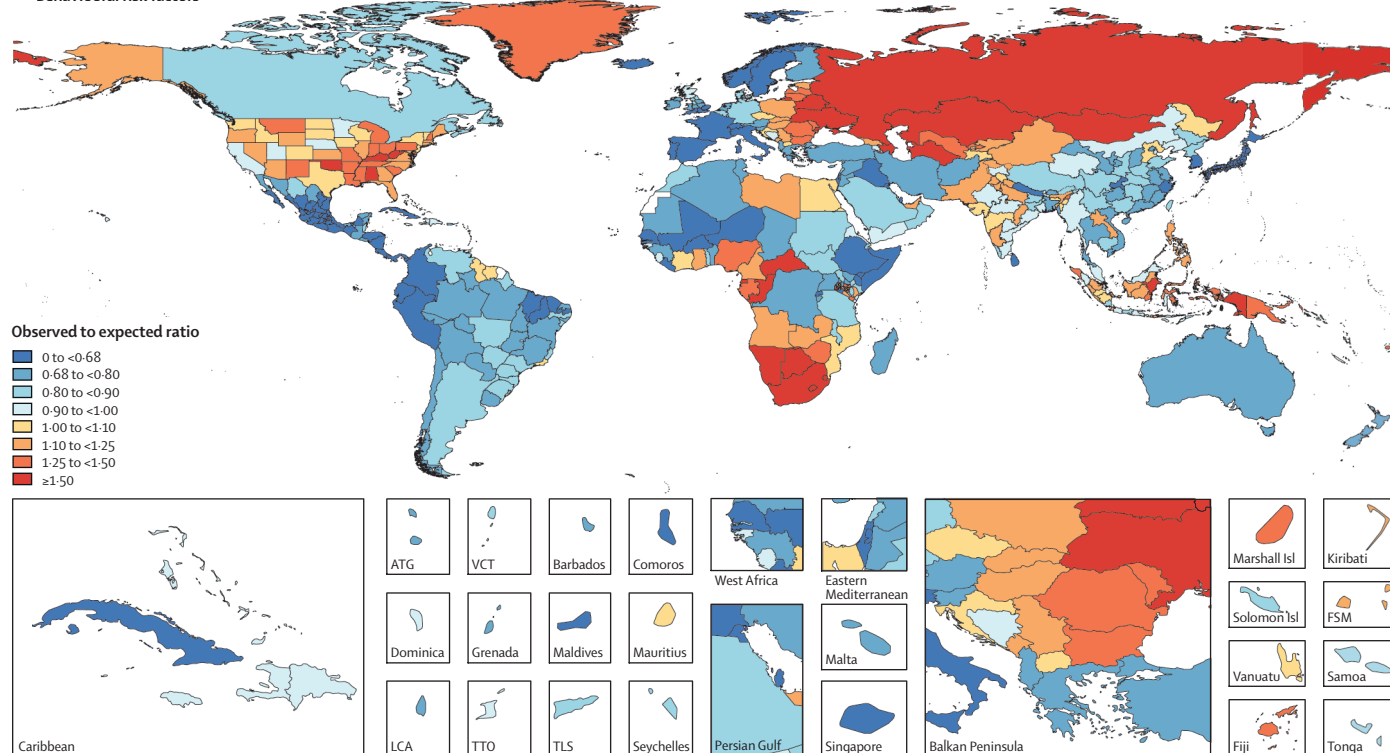 Behavioural risk factors
Observed to expected ratio
0 to <0·68
0·68 to <0·80
0·80 to <0·90
0·90 to <1·00
1·00 to <1·10
1·10 to <1·25
1·25 to <1·50
≥1·50
Caribbean
ATG
VCT
Barbados
Comoros
West Africa
Eastern
Mediterranean
Marshall Isl
Kiribati
Dominica
Grenada
Maldives
Mauritius
Malta
Solomon Isl
FSM
Vanuatu
Samoa
LCA
TTO
TLS
Seychelles
Persian Gulf
Singapore
Balkan Peninsula
Fiji
Tonga